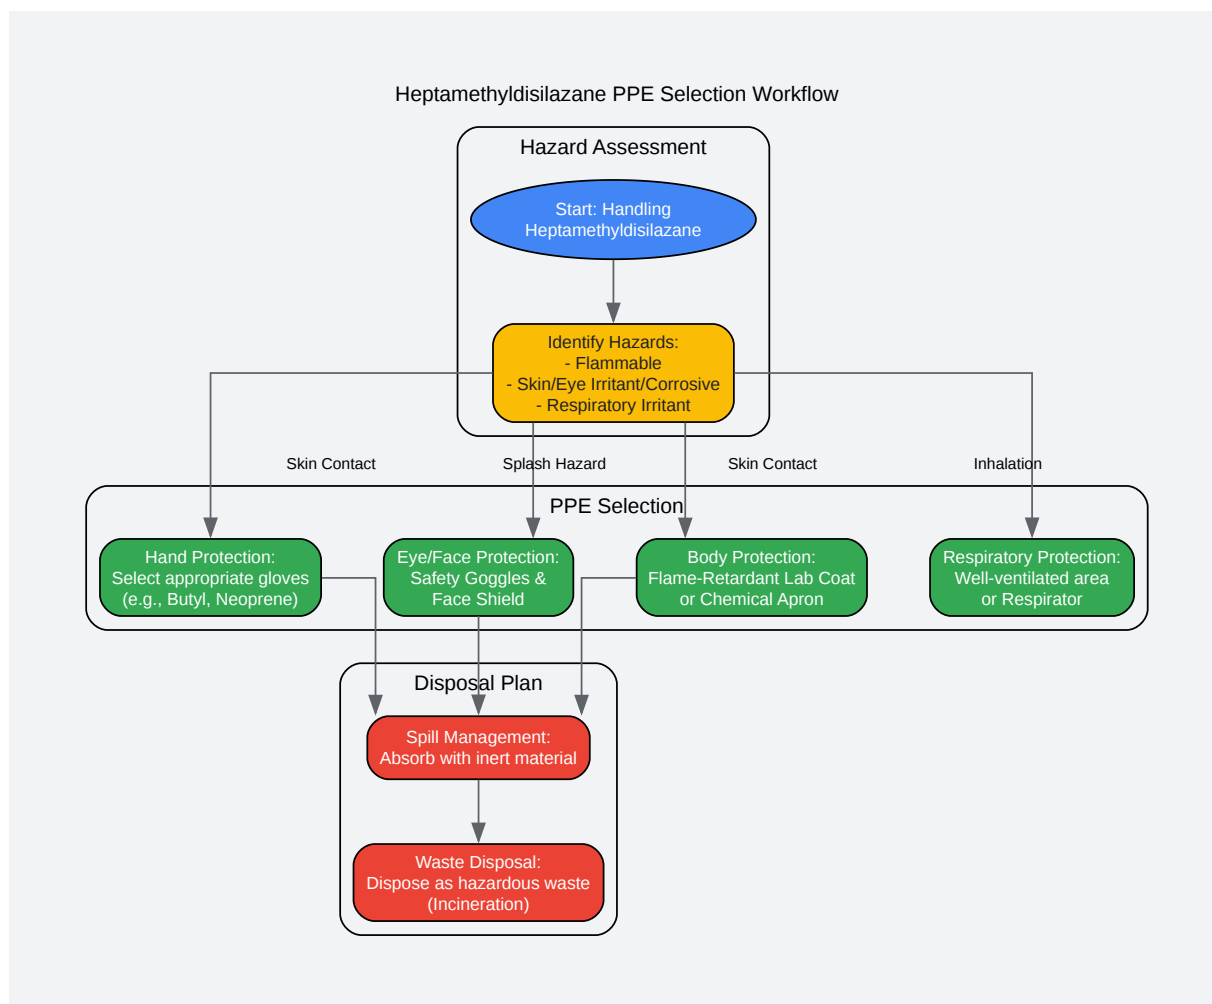 Heptamethyldisilazane PPE Selection Workflow
Hazard Assessment
Start: Handling
Heptamethyldisilazane
Identify Hazards:
- Flammable
- Skin/Eye Irritant/Corrosive
- Respiratory Irritant
Skin Contact
Splash Hazard
Skin Contact
Inhalation
PPE Selection
Hand Protection:
Select appropriate gloves
(e.g., Butyl, Neoprene)
Eye/Face Protection:
Safety Goggles &
Face Shield
Body Protection:
Flame-Retardant Lab Coat
or Chemical Apron
Respiratory Protection:
Well-ventilated area
or Respirator
Disposal Plan
Spill Management:
Absorb with inert material
Waste Disposal:
Dispose as hazardous waste
(Incineration)